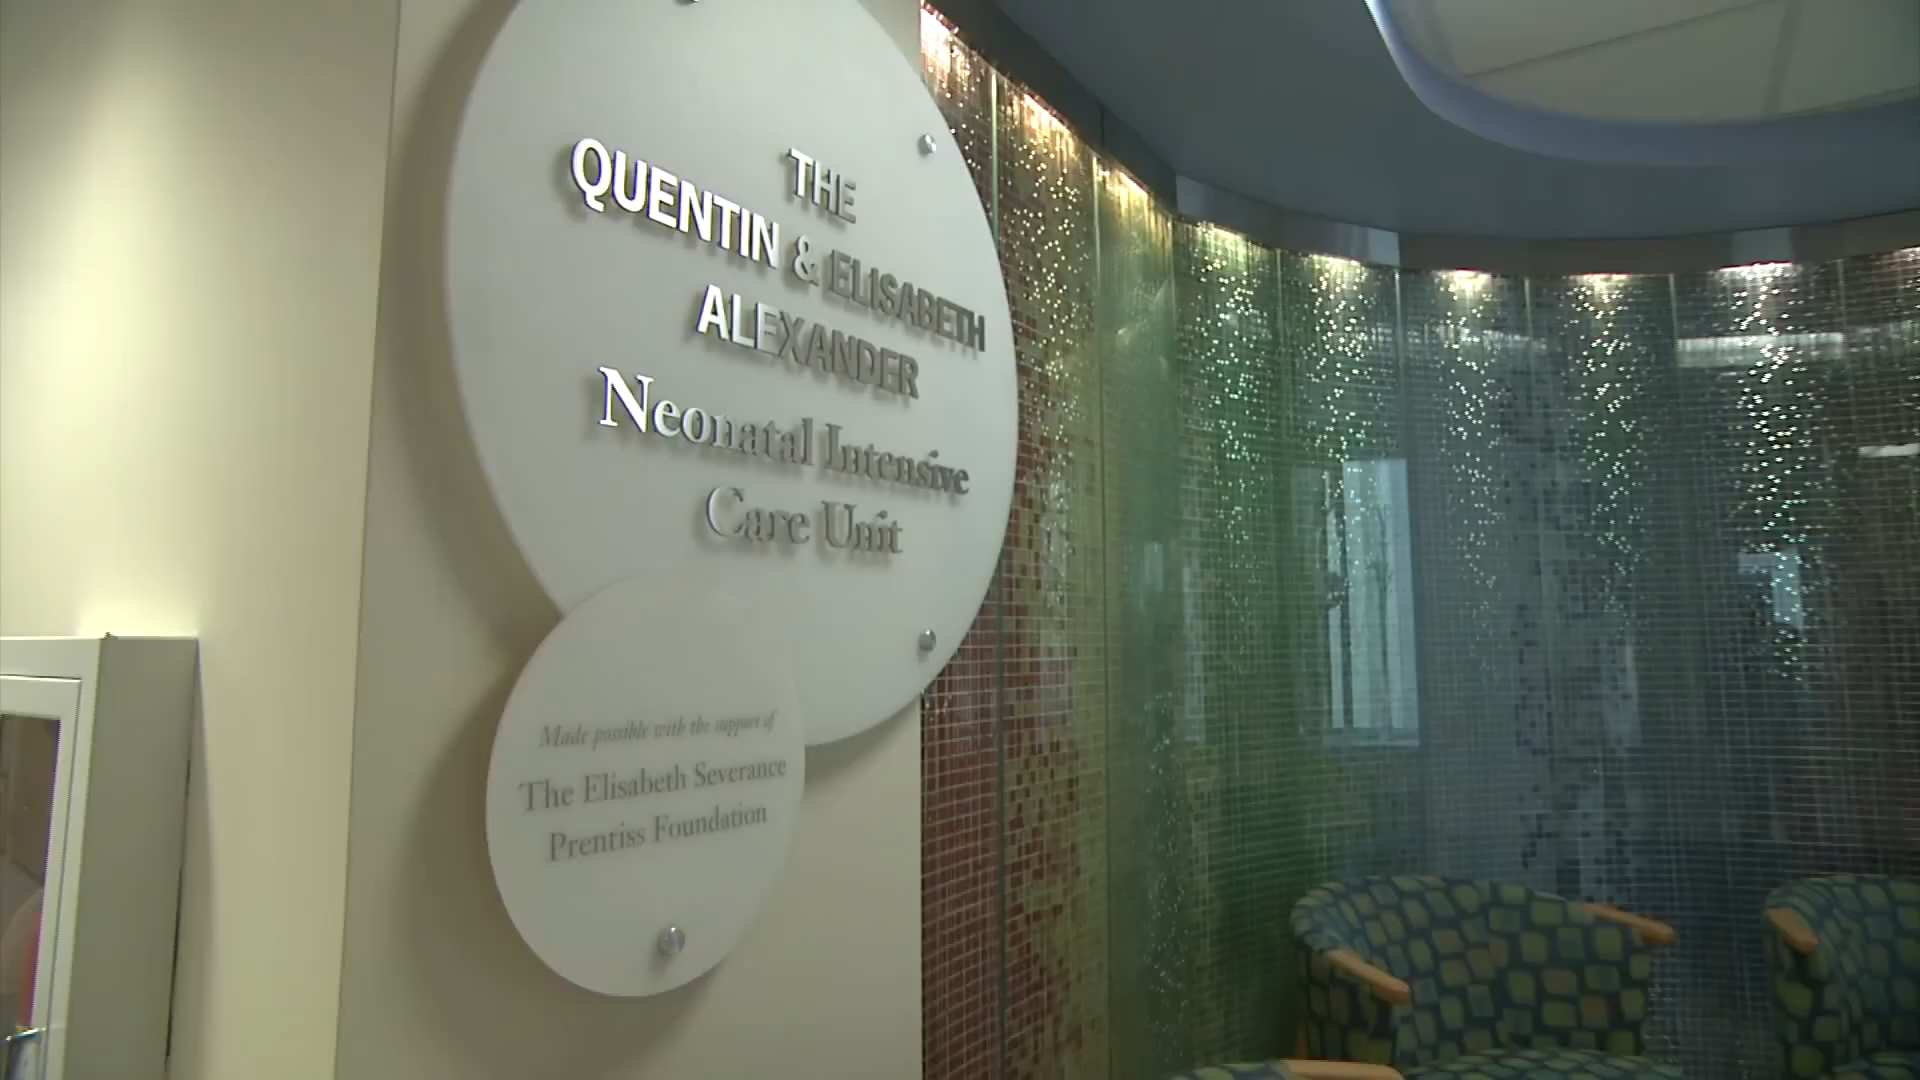 THE
QUENTIN & ELISABETH
ALEXANDER
Neonatal Intensive
Care Unit
Made possible with the support of
The Elisabeth Severance
Prentiss Foundation